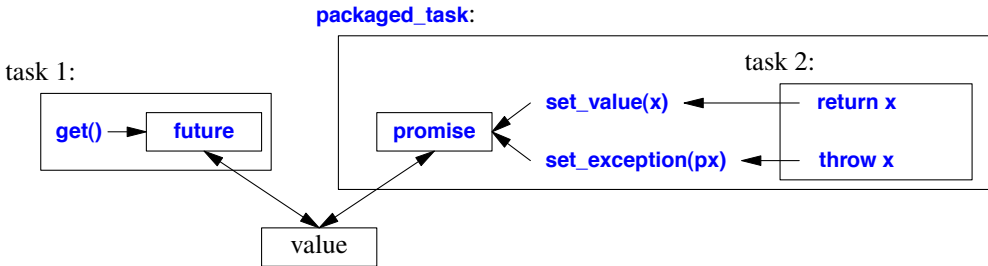 packaged_task:
task 1:
task 2:
get()
future
promise
set_value(x)
return x
set_exception(px)
throw x
value